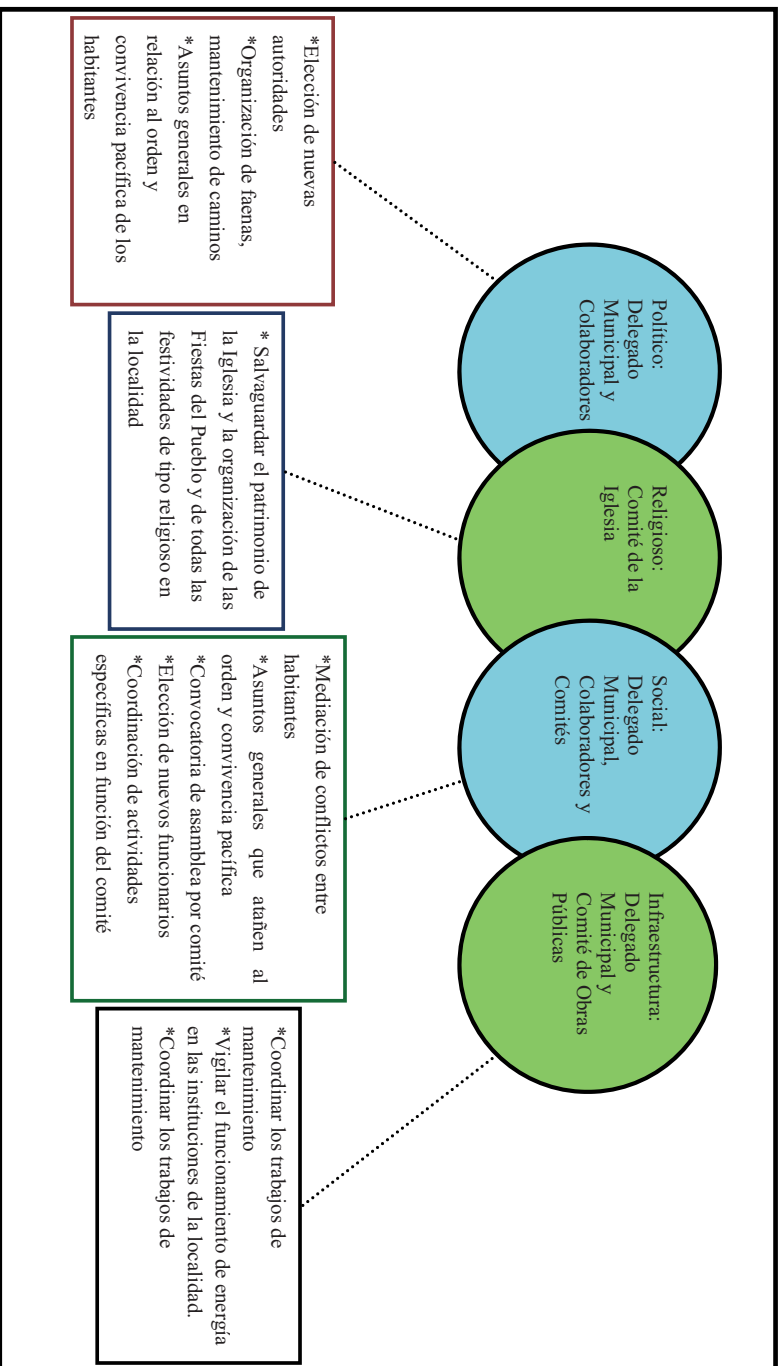 Político:
Delegado
Municipal y
Colaboradores
Religioso:
Comité de la
Iglesia
Social:
Delegado
Municipal,
Colaboradores y
Comités
Infraestructura:
Delegado
Municipal y
Comité de Obras
Públicas
*Elección de nuevas
autoridades
*Organización de faenas,
mantenimiento de caminos
*Asuntos generales en
relación al orden y
convivencia pacífica de los
habitantes
* Salvaguardar el patrimonio de
la Iglesia y la organización de las
Fiestas del Pueblo y de todas las
festividades de tipo religioso en
la localidad
*Mediación de conflictos entre
habitantes
*Asuntos generales que atañen al
orden y convivencia pacífica
*Convocatoria de asamblea por comité
*Elección de nuevos funcionarios
*Coordinación de actividades
específicas en función del comité
*Coordinar los trabajos de
mantenimiento
*Vigilar el funcionamiento de energía
en las instituciones de la localidad.
*Coordinar los trabajos de
mantenimiento